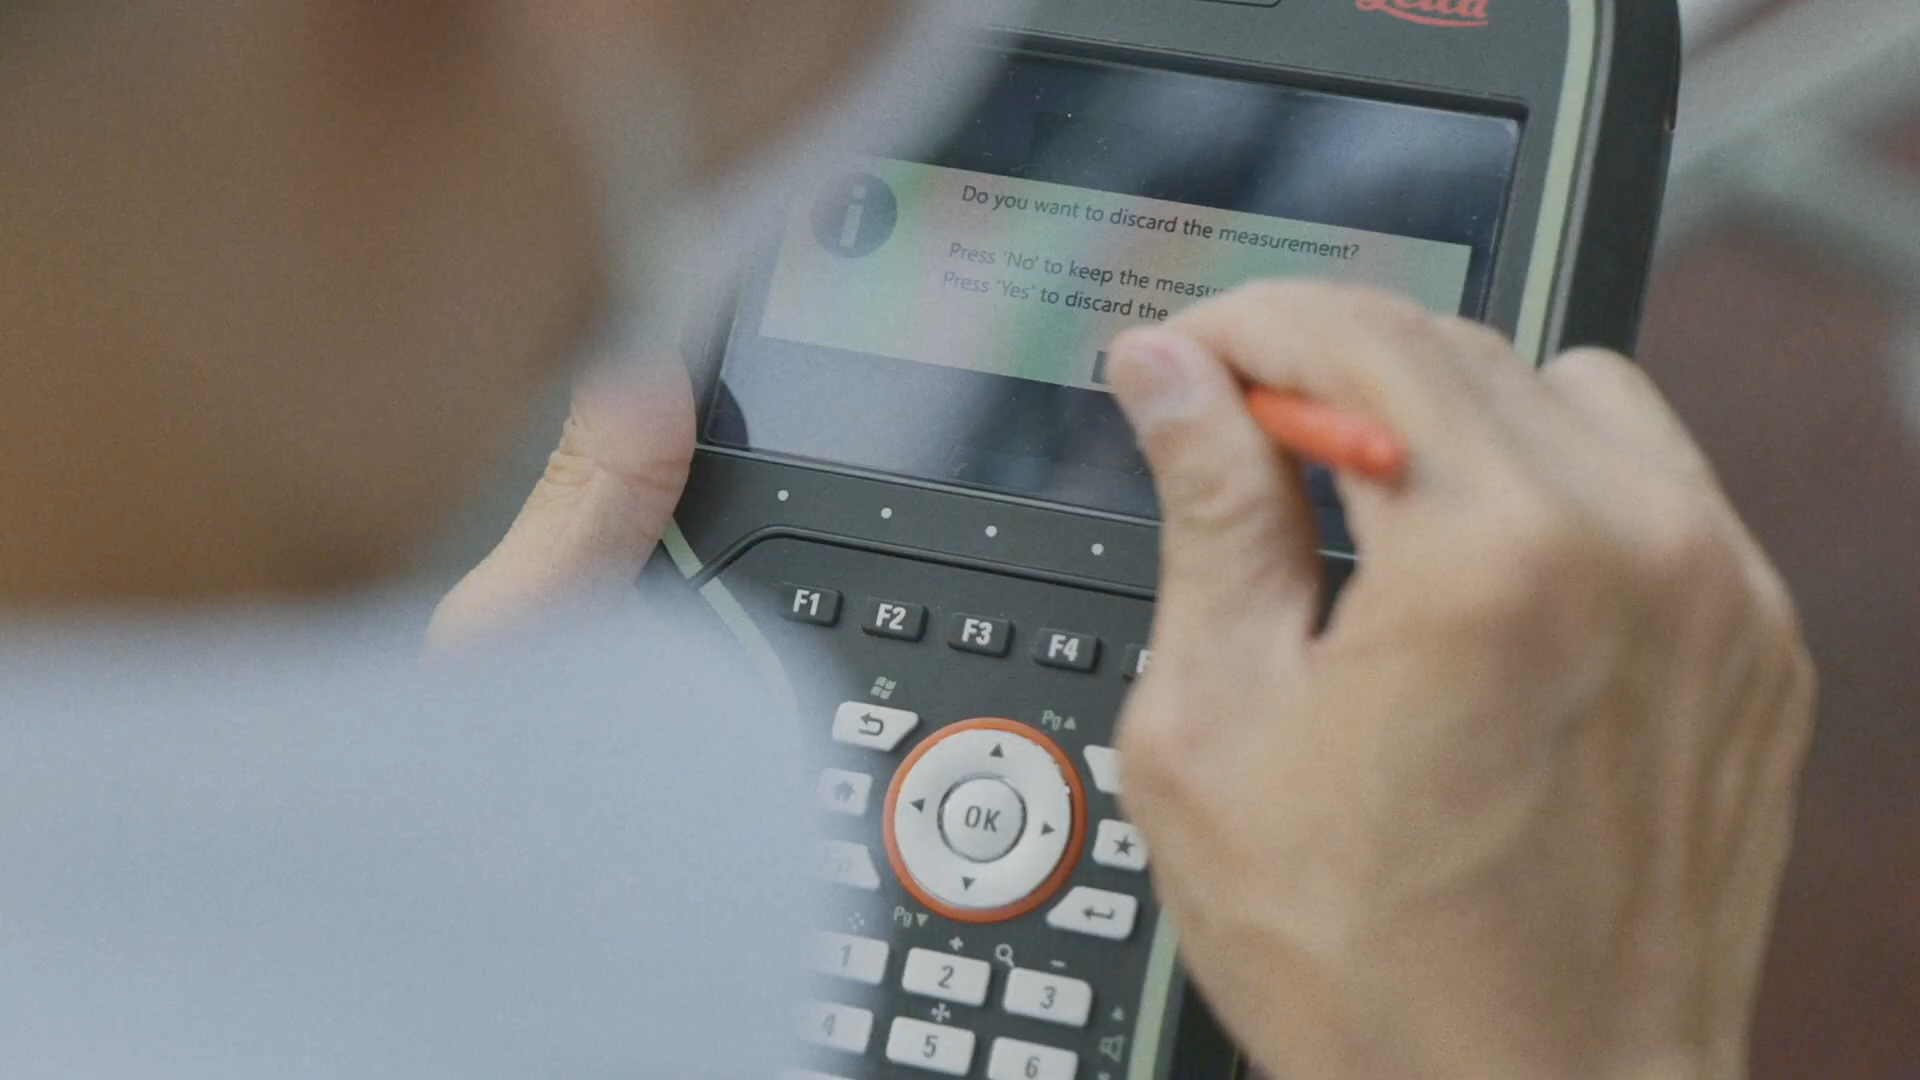 Leica
Do you want to discard the measurement?
Press 'No' to keep the
Press 'Yes' to discard the
F1 F2 F3 F4
Pg
OK
Pg
1 2 3
4 5 6